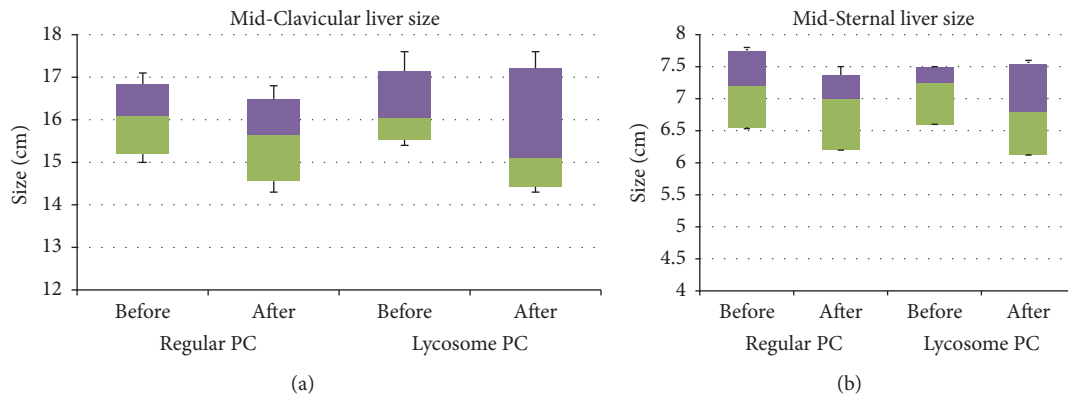 Mid-Clavicular liver size
18
17
16
15
14
13
12
Size (cm)
Before After Before After
Regular PC Lycosome PC
(a)
Mid-Sternal liver size
8
7.5
7
6.5
6
5.5
5
4.5
4
Size (cm)
Before After Before After
Regular PC Lycosome PC
(b)